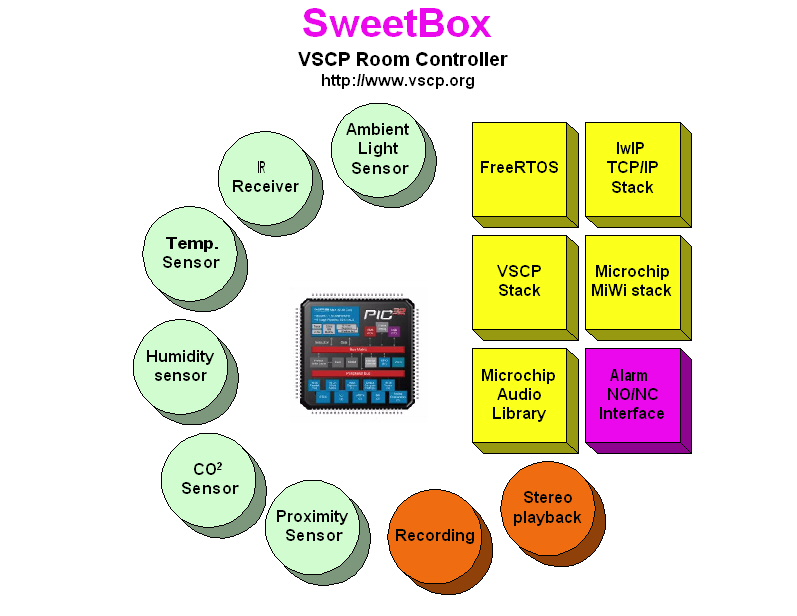 SweetBox
VSCP Room Controller
http://www.vscp.org
Ambient
Light
Sensor
IR
Receiver
Temp.
Sensor
Humidity
sensor
CO²
Sensor
Proximity
Sensor
Recording
Stereo
playback
FreeRTOS
lwIP
TCP/IP
Stack
VSCP
Stack
Microchip
MiWi stack
Microchip
Audio
Library
Alarm
NO/NC
Interface
PIC32